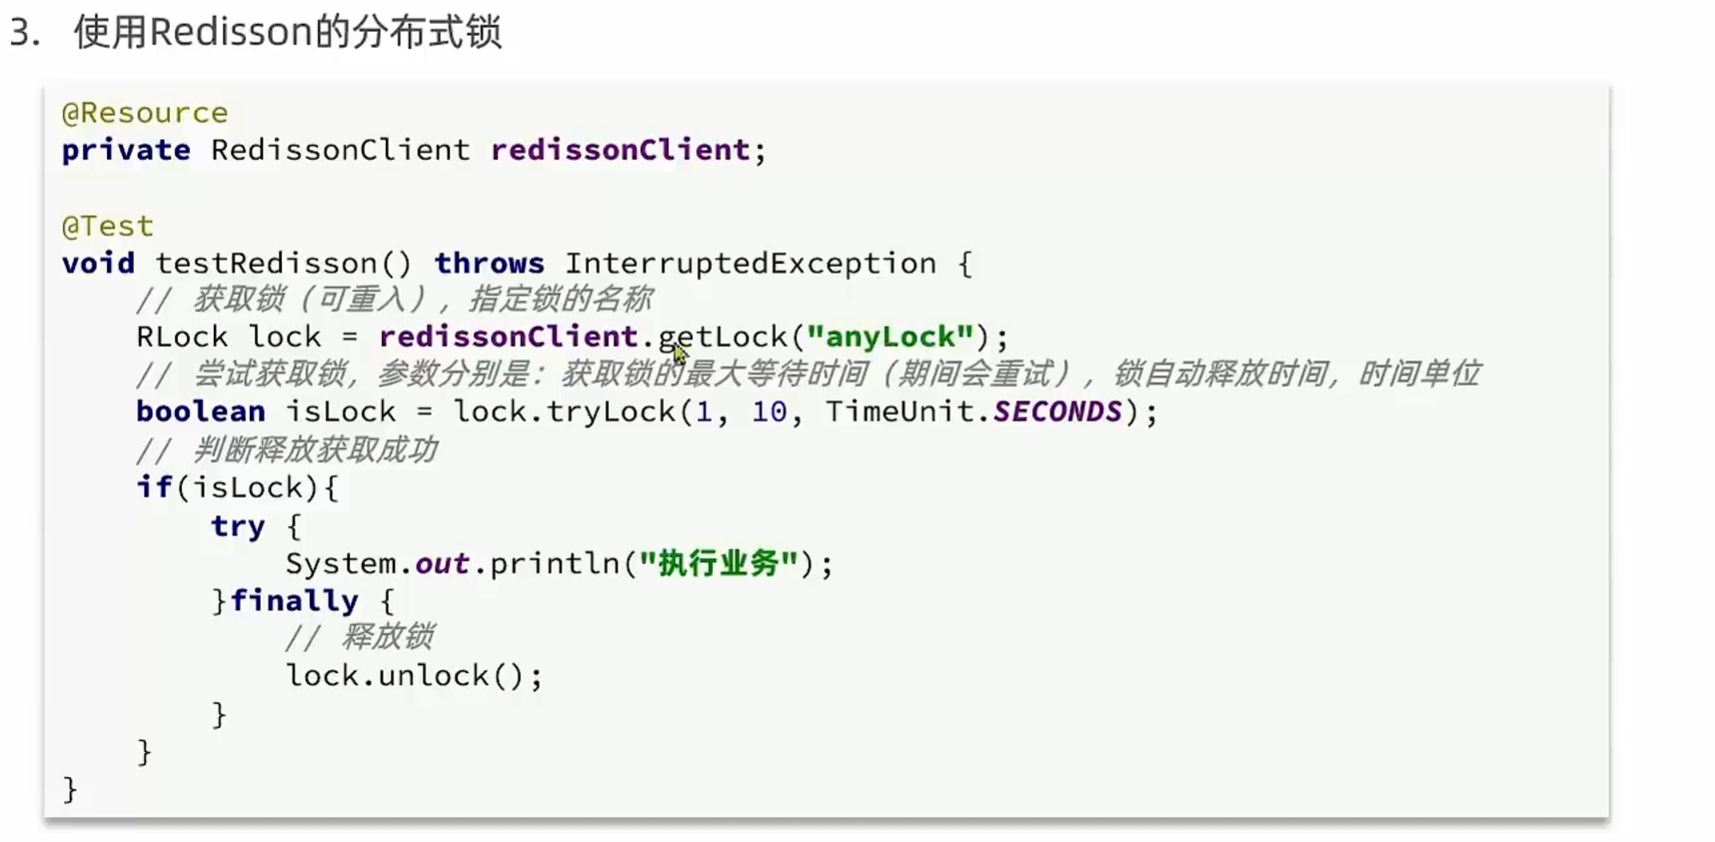 3. 使用Redisson的分布式锁
@Resource
private RedissonClient redissonClient;
@Test
void testRedisson() throws InterruptedException {
// 获取锁（可重入），指定锁的名称
RLock lock = redissonClient.getLock("anyLock");
// 尝试获取锁，参数分别是：获取锁的最大等待时间（期间会重试），锁自动释放时间，时间单位
boolean isLock = lock.tryLock(1, 10, TimeUnit.SECONDS);
// 判断释放获取成功
if(isLock){
try {
System.out.println("执行业务");
}finally {
// 释放锁
lock.unlock();
}
}
}